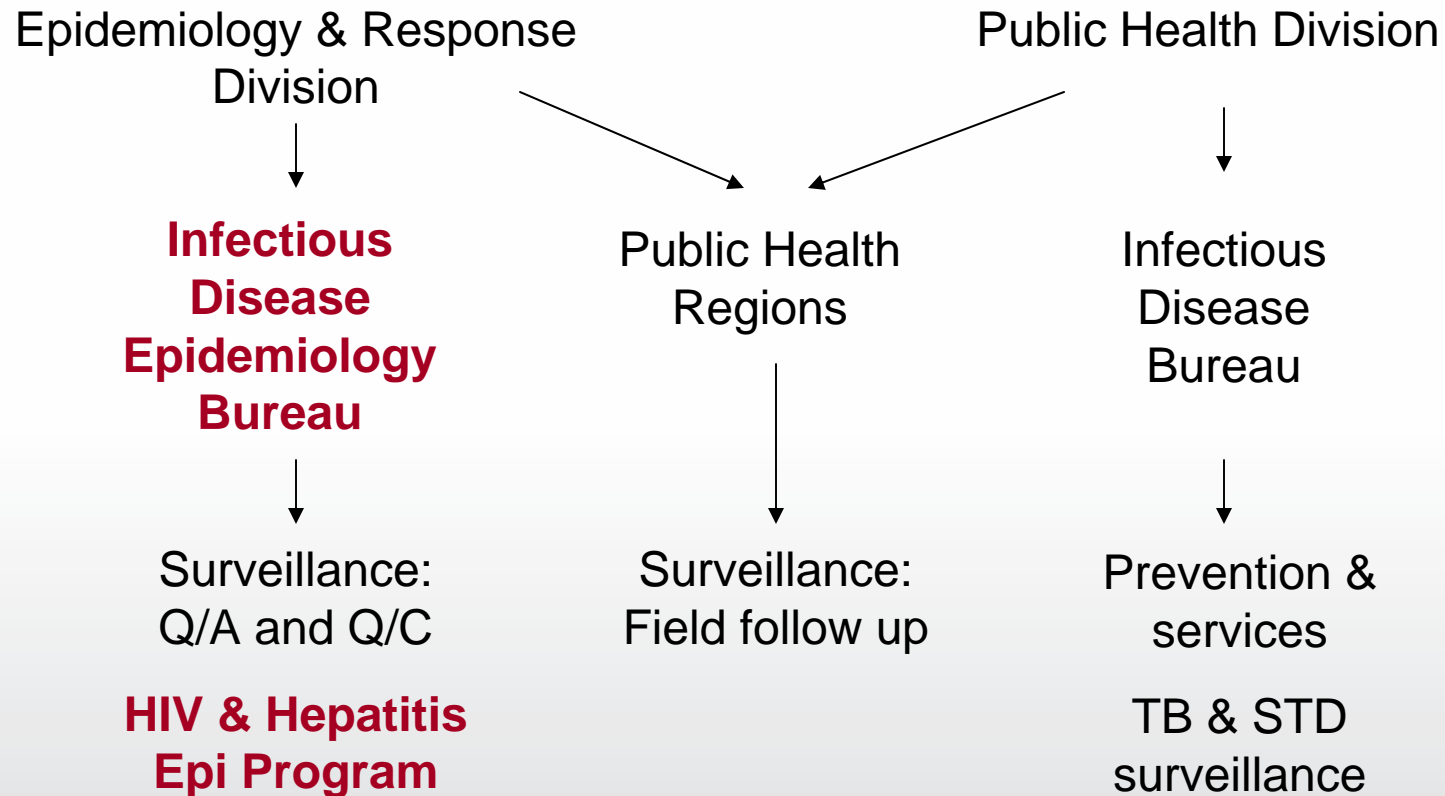 Epidemiology & Response
Division
Public Health Division
Infectious
Disease
Epidemiology
Bureau
Public Health
Regions
Infectious
Disease
Bureau
Surveillance:
Q/A and Q/C
Surveillance:
Field follow up
Prevention &
services
HIV & Hepatitis
Epi Program
TB & STD
surveillance